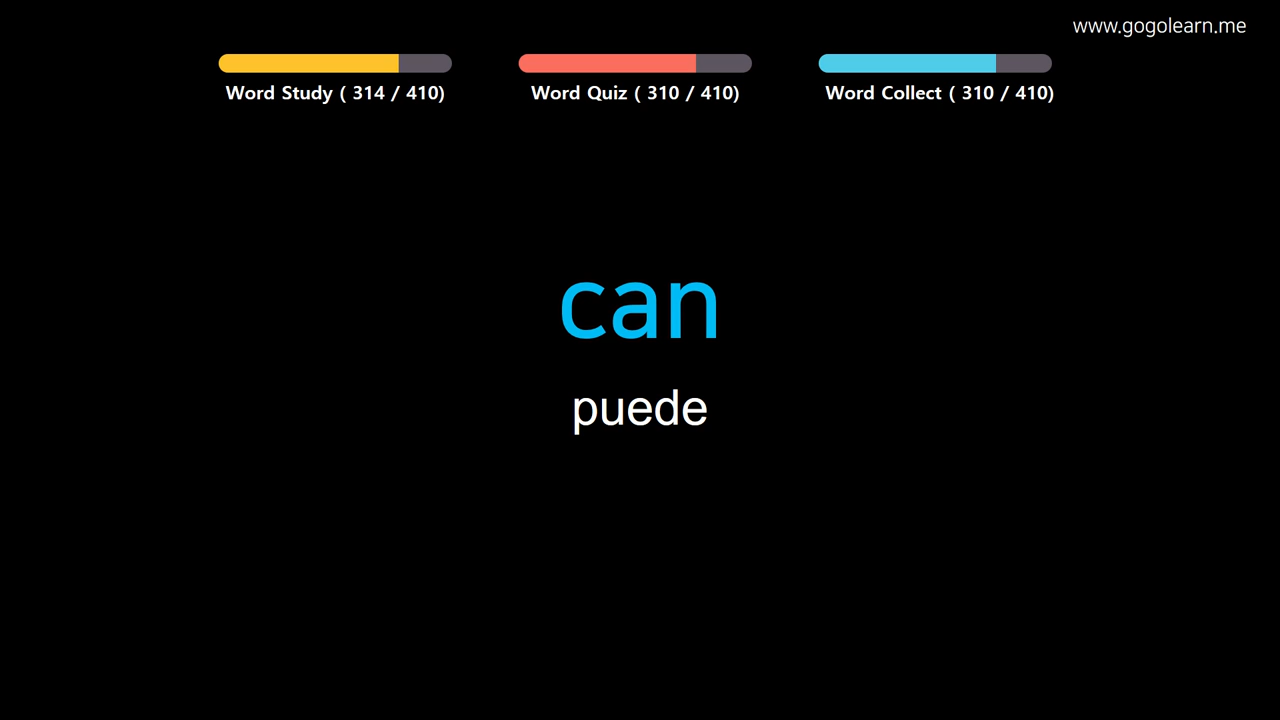 www.gogolearn.me
Word Study ( 314 / 410)
Word Quiz ( 310 / 410)
Word Collect ( 310 / 410)
can
puede